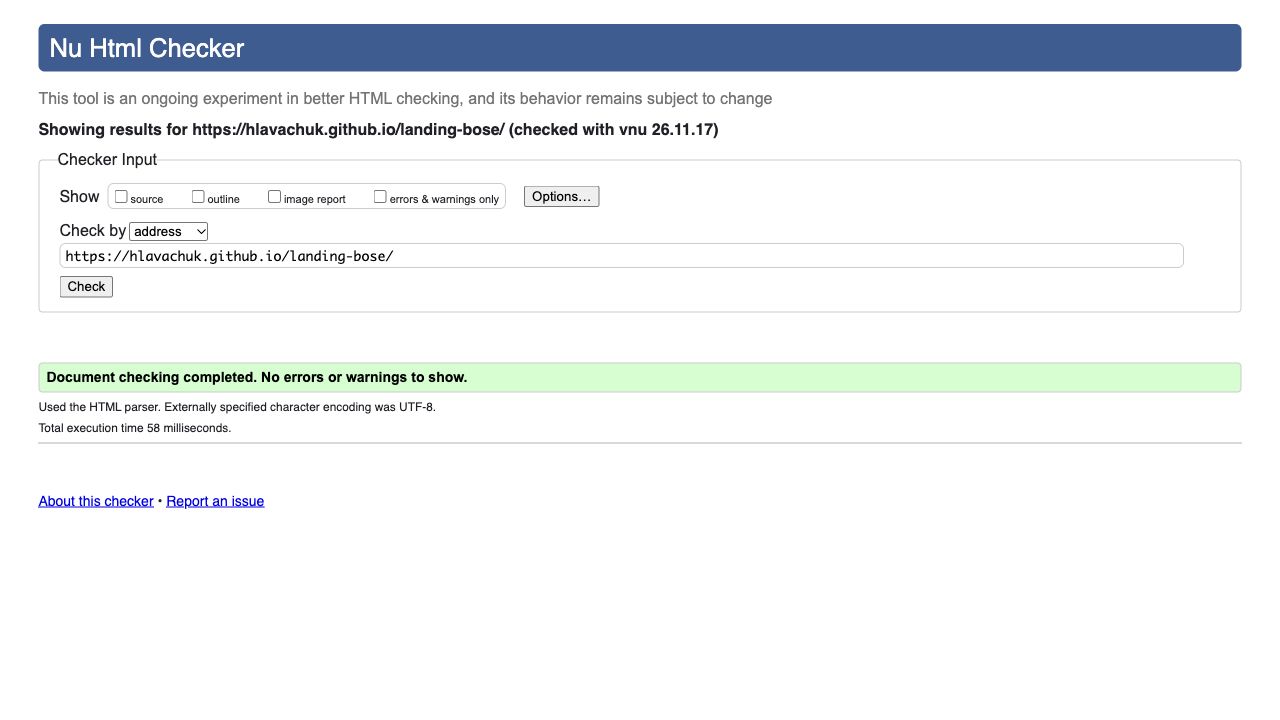 Nu Html Checker
This tool is an ongoing experiment in better HTML checking, and its behavior remains subject to change
Showing results for https://hlavachuk.github.io/landing-bose/ (checked with vnu 26.11.17)
Checker Input
Show source outline image report errors & warnings only Options...
Check by address
https://hlavachuk.github.io/landing-bose/
Check
Document checking completed. No errors or warnings to show.
Used the HTML parser. Externally specified character encoding was UTF-8.
Total execution time 58 milliseconds.
About this checker • Report an issue